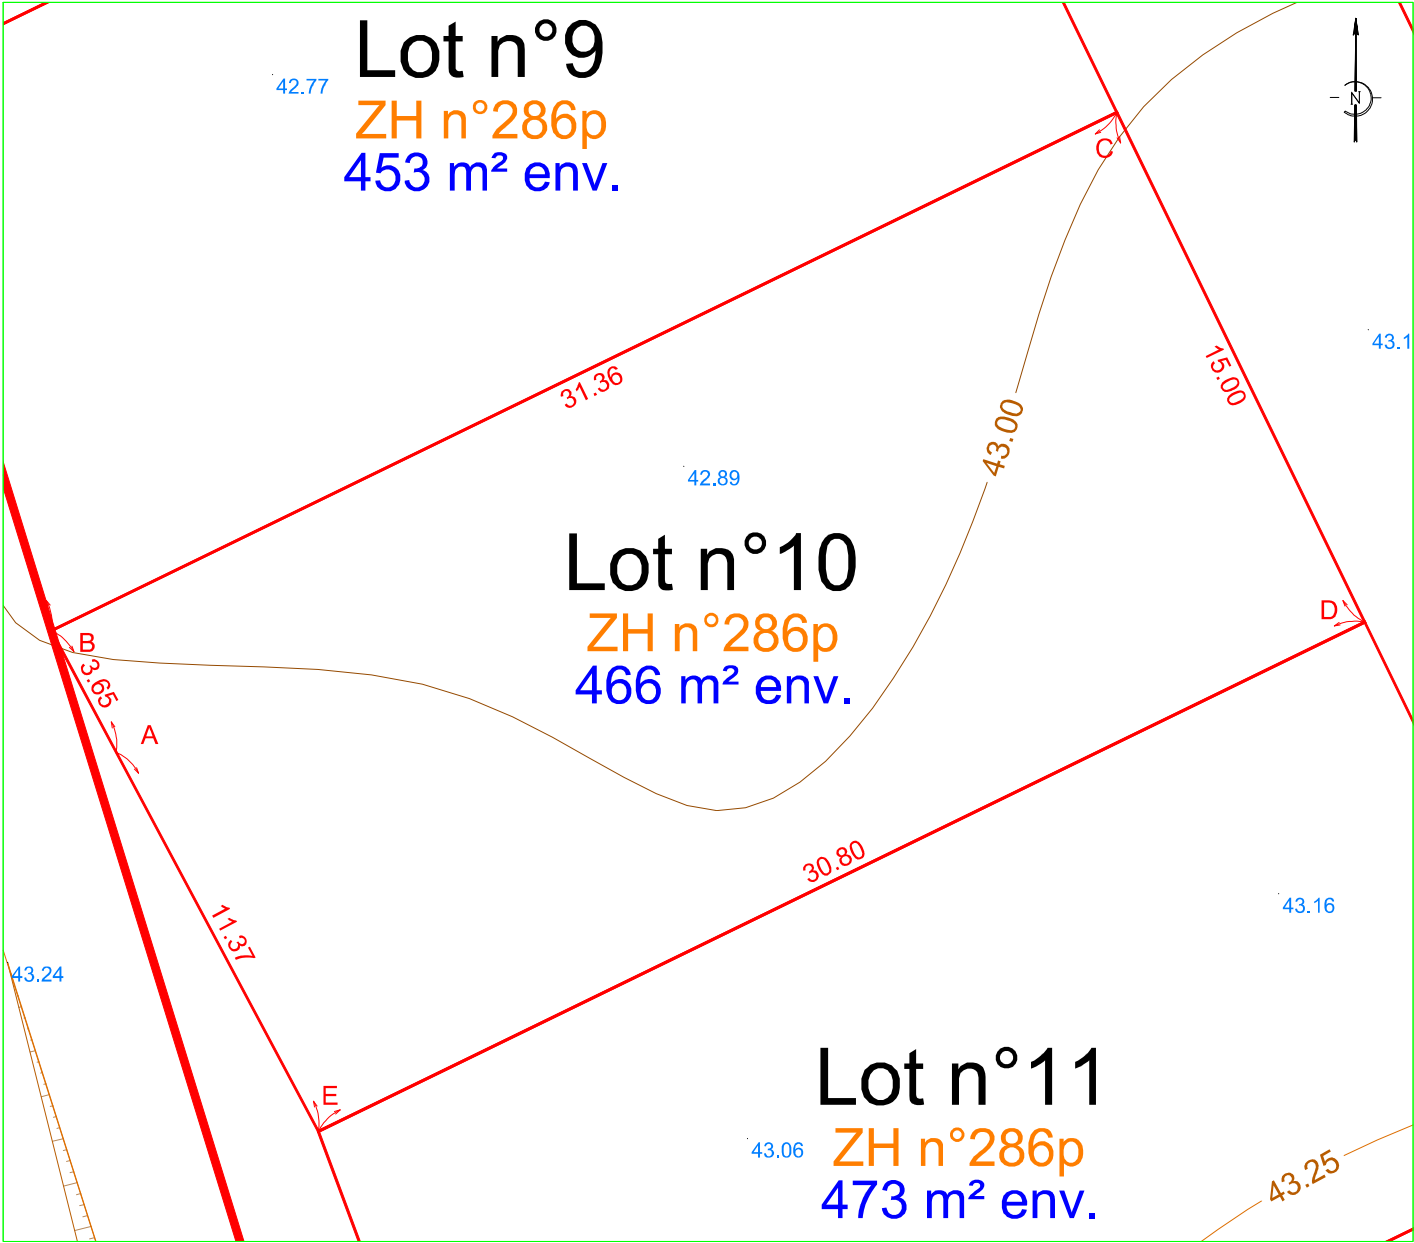 Lot n°9
ZH n°286p
453 m² env.
42.77
N
C
43.1
15.00
31.36
43.00
42.89
Lot n°10
ZH n°286p
466 m² env.
D
B
3.65
A
30.80
11.37
43.16
43.24
E
Lot n°11
ZH n°286p
473 m² env.
43.06
43.25